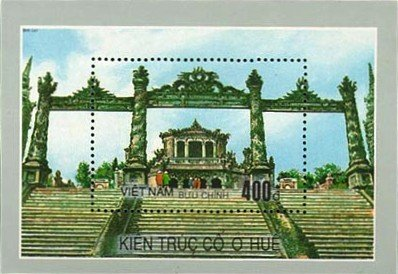 VIỆT NAM
BƯU CHÍNH
400đ
KIẾN TRÚC CỔ Ở HUẾ